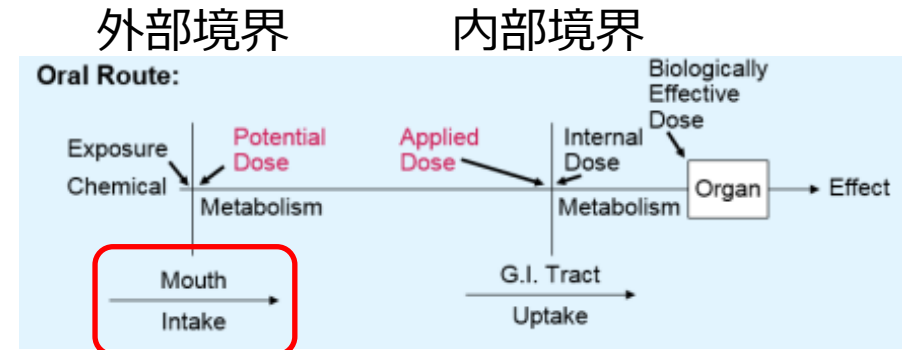 外部境界
内部境界
Oral Route:
Exposure
Chemical
Potential
Dose
Metabolism
Applied
Dose
Internal
Dose
Metabolism
Biologically
Effective
Dose
Organ
Effect
Mouth
Intake
G.I. Tract
Uptake